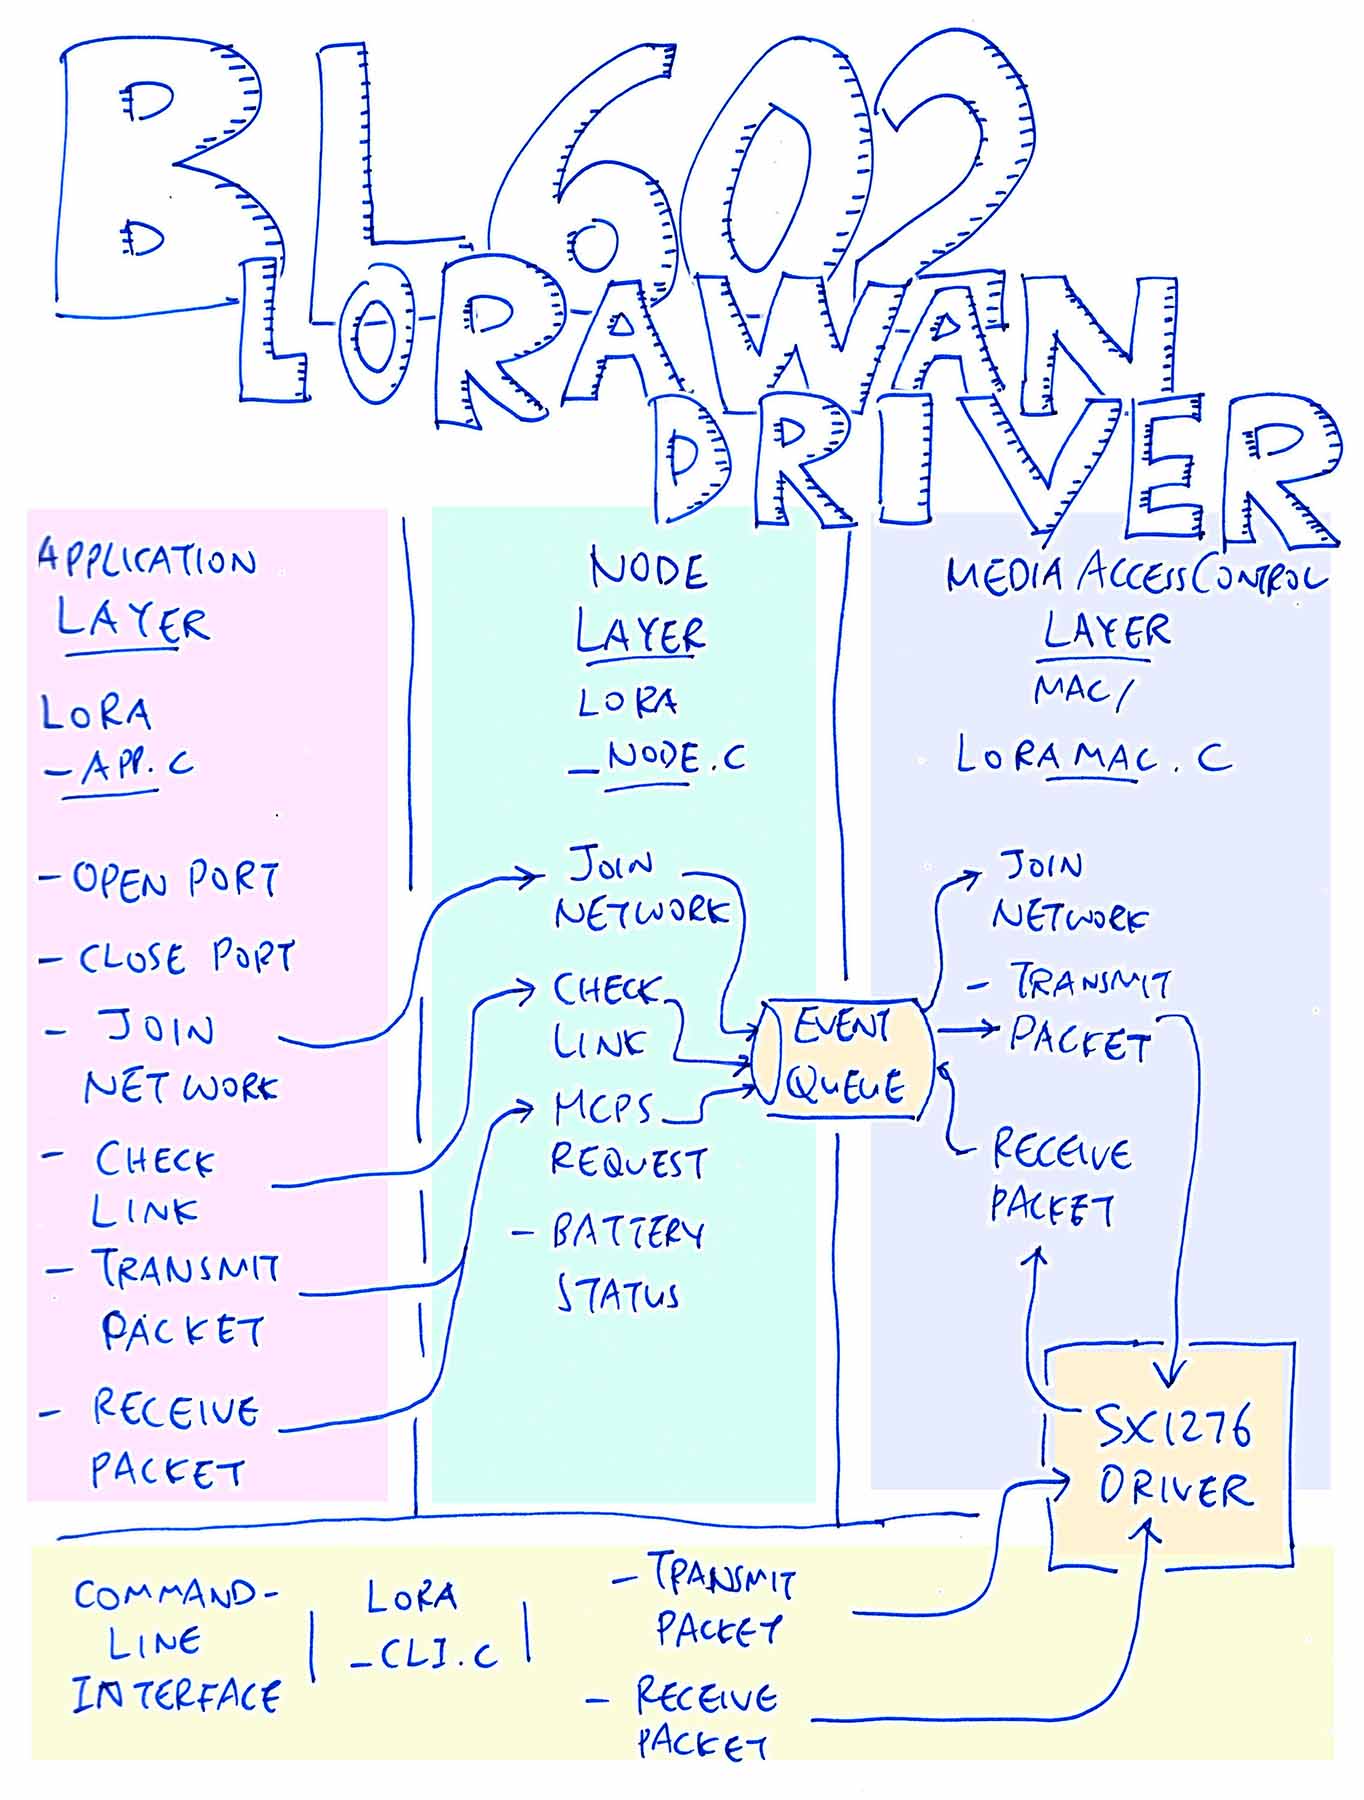 BL602
LORAWAN
DRIVER
APPLICATION
LAYER
LORA
_APP.C
- OPEN PORT
- CLOSE PORT
- JOIN
NETWORK
- CHECK
LINK
- TRANSMIT
PACKET
- RECEIVE
PACKET
NODE
LAYER
LORA
_NODE.C
JOIN
NETWORK
CHECK
LINK
MCPS
REQUEST
- BATTERY
STATUS
EVENT
QUEUE
MEDIA ACCESS CONTROL
LAYER
MAC/
LORAMAC.C
JOIN
NETWORK
- TRANSMIT
PACKET
RECEIVE
PACKET
SX1276
DRIVER
COMMAND-
LINE
INTERFACE
LORA
_CLI.C
- TRANSMIT
PACKET
- RECEIVE
PACKET